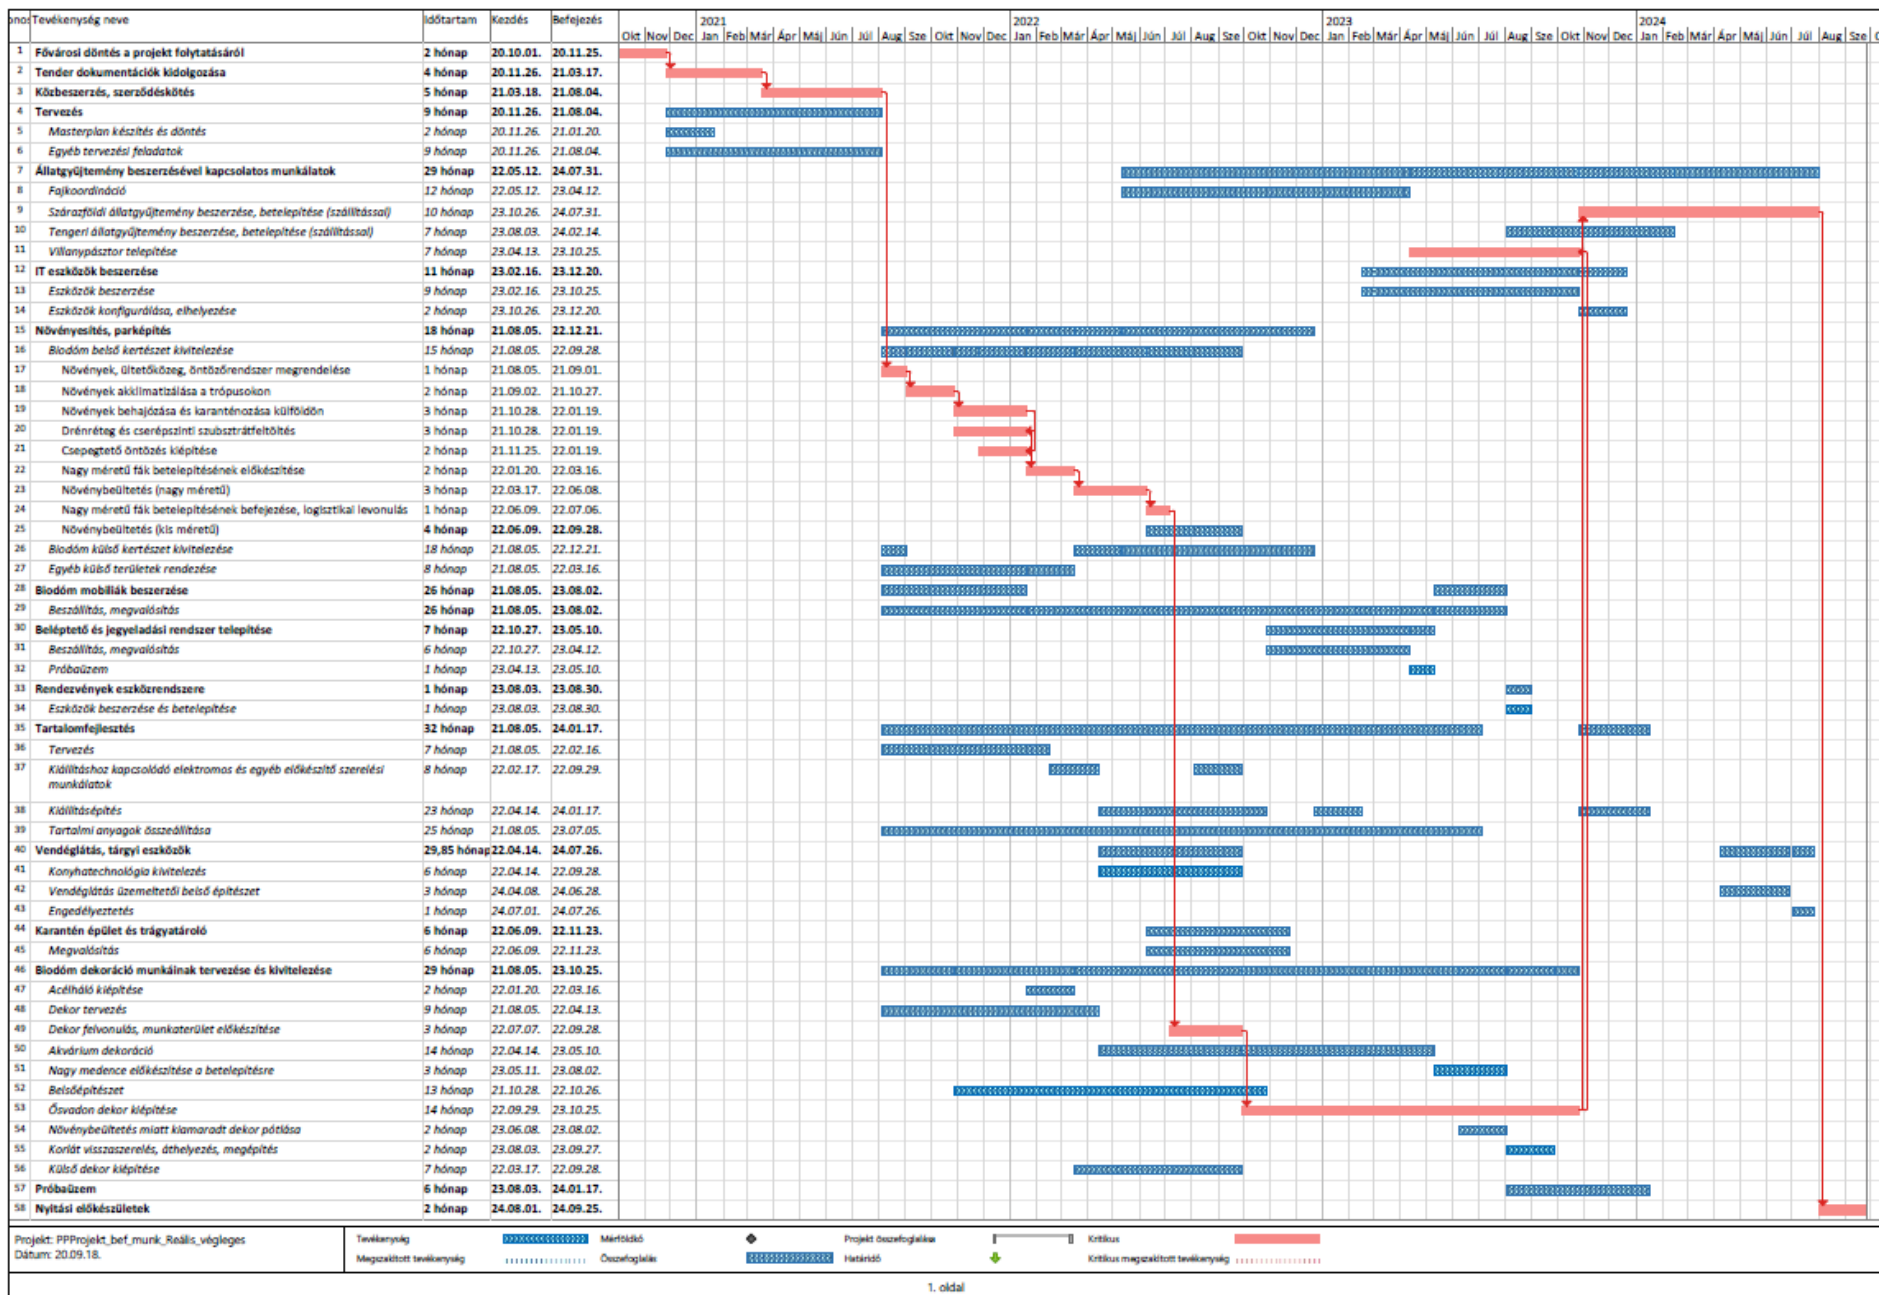 onos Tevékenység neve Időtartam Kezdés Befejezés 2021 2022 2023 2024
Okt Nov Dec Jan Feb Már Ápr Máj Jún Júl Aug Sze Okt Nov Dec Jan Feb Már Ápr Máj Jún Júl Aug Sze Okt Nov Dec Jan Feb Már Ápr Máj Jún Júl Aug Sze Okt Nov Dec Jan Feb Már Ápr Máj Jún Júl Aug Sze O
1 Fővárosi döntés a projekt folytatásáról 2 hónap 20.10.01. 20.11.25.
2 Tender dokumentációk kidolgozása 4 hónap 20.11.26. 21.03.17.
3 Közbeszerzés, szerződéskötés 5 hónap 21.03.18. 21.08.04.
4 Tervezés 9 hónap 20.11.26. 21.08.04.
5 Masterplan készítés és döntés 2 hónap 20.11.26. 21.01.20.
6 Egyéb tervezési feladatok 9 hónap 20.11.26. 21.08.04.
7 Állatgyűjtemény beszerzésével kapcsolatos munkálatok 29 hónap 22.05.12. 24.07.31.
8 Fajkoordináció 12 hónap 22.05.12. 23.04.12.
9 Szárazföldi állatgyűjtemény beszerzése, betelepítése (szállítással) 10 hónap 23.10.26. 24.07.31.
10 Tengeri állatgyűjtemény beszerzése, betelepítése (szállítással) 7 hónap 23.08.03. 24.02.14.
11 Villanypásztor telepítése 7 hónap 23.04.13. 23.10.25.
12 IT eszközök beszerzése 11 hónap 23.02.16. 23.12.20.
13 Eszközök beszerzése 9 hónap 23.02.16. 23.10.25.
14 Eszközök konfigurálása, elhelyezése 2 hónap 23.10.26. 23.12.20.
15 Növényesítés, parképítés 18 hónap 21.08.05. 22.12.21.
16 Biodóm belső kertészet kivitelezése 15 hónap 21.08.05. 22.09.28.
17 Növények, ültetőközeg, öntözőrendszer megrendelése 1 hónap 21.08.05. 21.09.01.
18 Növények akklimatizálása a trópusokon 2 hónap 21.09.02. 21.10.27.
19 Növények behajózása és karanténozása külföldön 3 hónap 21.10.28. 22.01.19.
20 Drénréteg és cserépszinti szubsztrátfeltöltés 3 hónap 21.10.28. 22.01.19.
21 Csepegtető öntözés kiépítése 2 hónap 21.11.25. 22.01.19.
22 Nagy méretű fák betelepítésének előkészítése 2 hónap 22.01.20. 22.03.16.
23 Növénybeültetés (nagy méretű) 3 hónap 22.03.17. 22.06.08.
24 Nagy méretű fák betelepítésének befejezése, logisztikai levonulás 1 hónap 22.06.09. 22.07.06.
25 Növénybeültetés (kis méretű) 4 hónap 22.06.09. 22.09.28.
26 Biodóm külső kertészet kivitelezése 18 hónap 21.08.05. 22.12.21.
27 Egyéb külső területek rendezése 8 hónap 21.08.05. 22.03.16.
28 Biodóm mobiliák beszerzése 26 hónap 21.08.05. 23.08.02.
29 Beszállítás, megvalósítás 26 hónap 21.08.05. 23.08.02.
30 Beléptető és jegyeladási rendszer telepítése 7 hónap 22.10.27. 23.05.10.
31 Beszállítás, megvalósítás 6 hónap 22.10.27. 23.04.12.
32 Próbaüzem 1 hónap 23.04.13. 23.05.10.
33 Rendezvények eszközrendszere 1 hónap 23.08.03. 23.08.30.
34 Eszközök beszerzése és betelepítése 1 hónap 23.08.03. 23.08.30.
35 Tartalomfejlesztés 32 hónap 21.08.05. 24.01.17.
36 Tervezés 7 hónap 21.08.05. 22.02.16.
37 Kiállításhoz kapcsolódó elektromos és egyéb előkészítő szerelési 8 hónap 22.02.17. 22.09.29.
munkálatok
38 Kiállításépítés 23 hónap 22.04.14. 24.01.17.
39 Tartalmi anyagok összeállítása 25 hónap 21.08.05. 23.07.05.
40 Vendéglátás, tárgyi eszközök 29,85 hónap 22.04.14. 24.07.26.
41 Konyhatechnológia kivitelezés 6 hónap 22.04.14. 22.09.28.
42 Vendéglátás üzemeltetői belső építészet 3 hónap 24.04.08. 24.06.28.
43 Engedélyeztetés 1 hónap 24.07.01. 24.07.26.
44 Karantén épület és trágyatároló 6 hónap 22.06.09. 22.11.23.
45 Megvalósítás 6 hónap 22.06.09. 22.11.23.
46 Biodóm dekoráció munkáinak tervezése és kivitelezése 29 hónap 21.08.05. 23.10.25.
47 Acélháló kiépítése 2 hónap 22.01.20. 22.03.16.
48 Dekor tervezés 9 hónap 21.08.05. 22.04.13.
49 Dekor felvonulás, munkaterület előkészítése 3 hónap 22.07.07. 22.09.28.
50 Akvárium dekoráció 14 hónap 22.04.14. 23.05.10.
51 Nagy medence előkészítése a betelepítésre 3 hónap 23.05.11. 23.08.02.
52 Belsőépítészet 13 hónap 21.10.28. 22.10.26.
53 Ősvadon dekor kiépítése 14 hónap 22.09.29. 23.10.25.
54 Növénybeültetés miatt kiamaradt dekor pótlása 2 hónap 23.06.08. 23.08.02.
55 Korlát visszaszerelés, áthelyezés, megépítés 2 hónap 23.08.03. 23.09.27.
56 Külső dekor kiépítése 7 hónap 22.03.17. 22.09.28.
57 Próbaüzem 6 hónap 23.08.03. 24.01.17.
58 Nyitási előkészületek 2 hónap 24.08.01. 24.09.25.
Projekt: PPProjekt_bef_munk_Reális_végleges
Dátum: 20.09.18.
Tevékenység Mérföldkő Projekt összefoglalása Kritikus
Megszakított tevékenység Összefoglalás Határidő Kritikus megszakított tevékenység
1. oldal